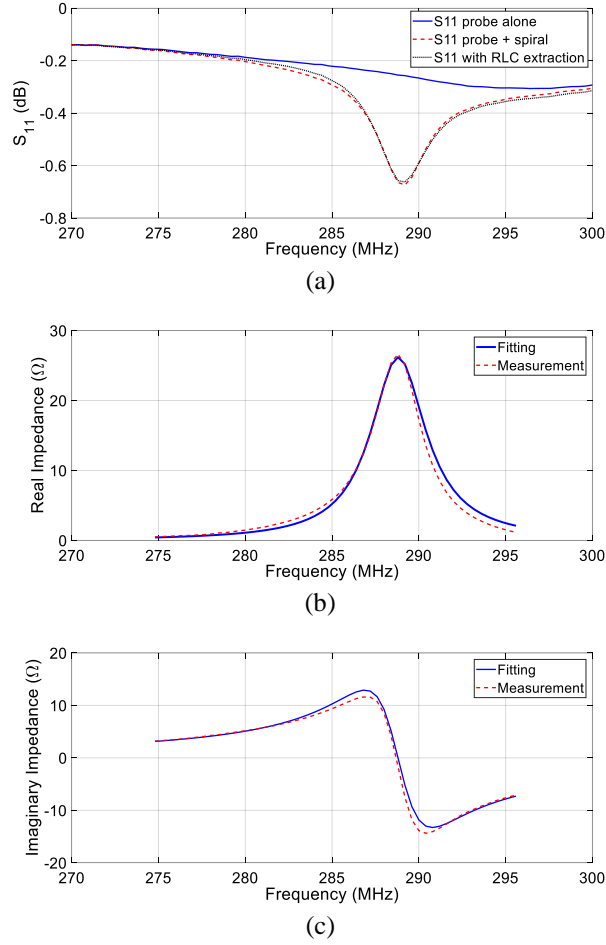 0
-0.2
-0.4
-0.6
-0.8
S11 (dB)
S11 probe alone
S11 probe + spiral
S11 with RLC extraction
270 275 280 285 290 295 300
Frequency (MHz)
(a)
30
20
10
0
Real Impedance (Ω)
Fitting
Measurement
270 275 280 285 290 295 300
Frequency (MHz)
(b)
20
10
0
-10
-20
Imaginary Impedance (Ω)
Fitting
Measurement
270 275 280 285 290 295 300
Frequency (MHz)
(c)